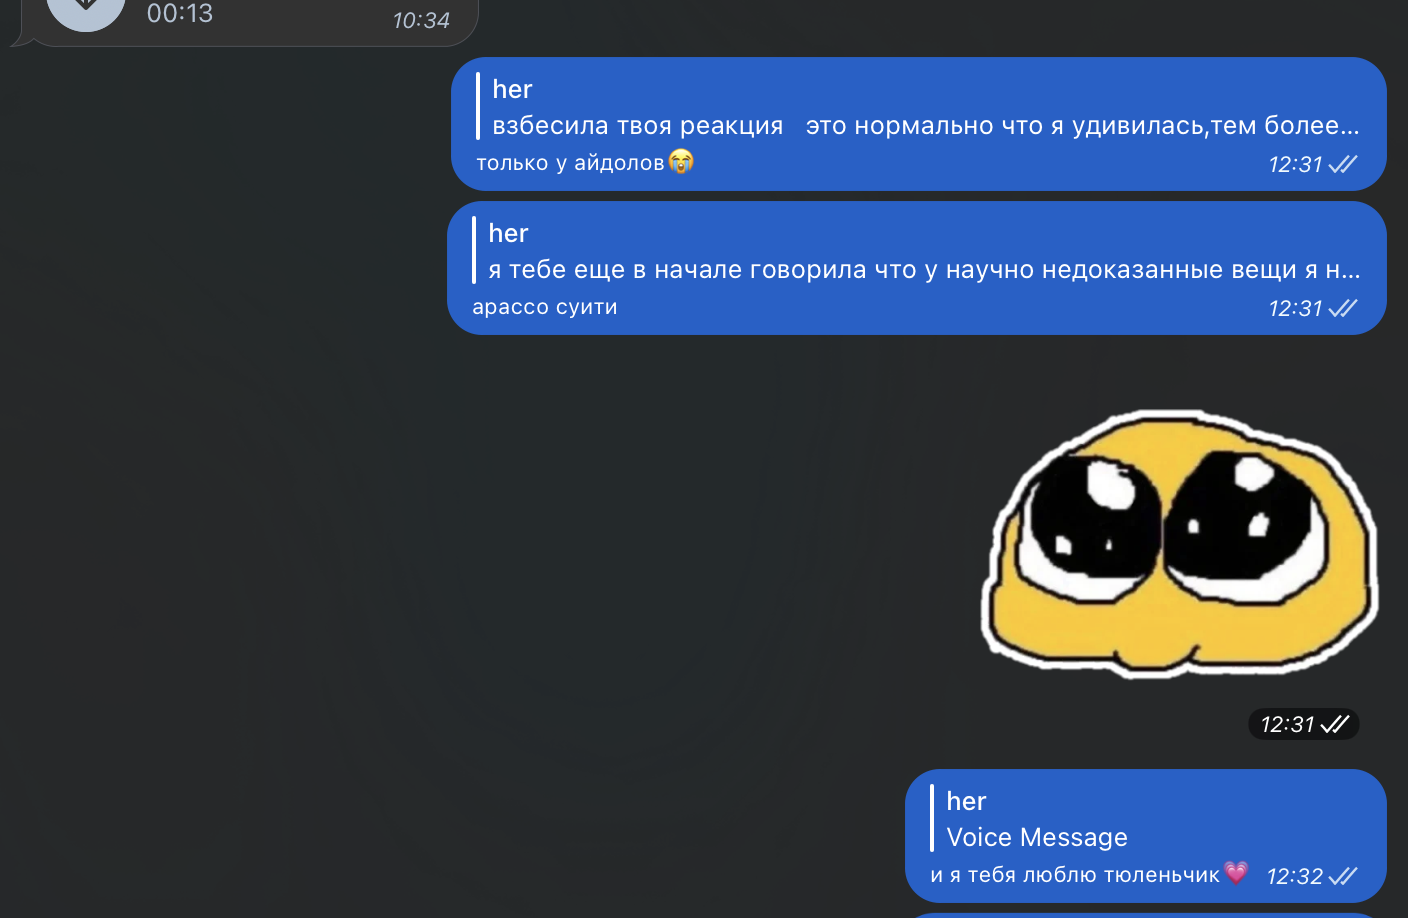 00:13
10:34
her
взбесила твоя реакция это нормально что я удивилась,тем более...
только у айдолов😭
12:31
her
я тебе еще в начале говорила что у научно недоказанные вещи я н...
арассо суити
12:31
12:31
her
Voice Message
и я тебя люблю тюленьчик💗
12:32